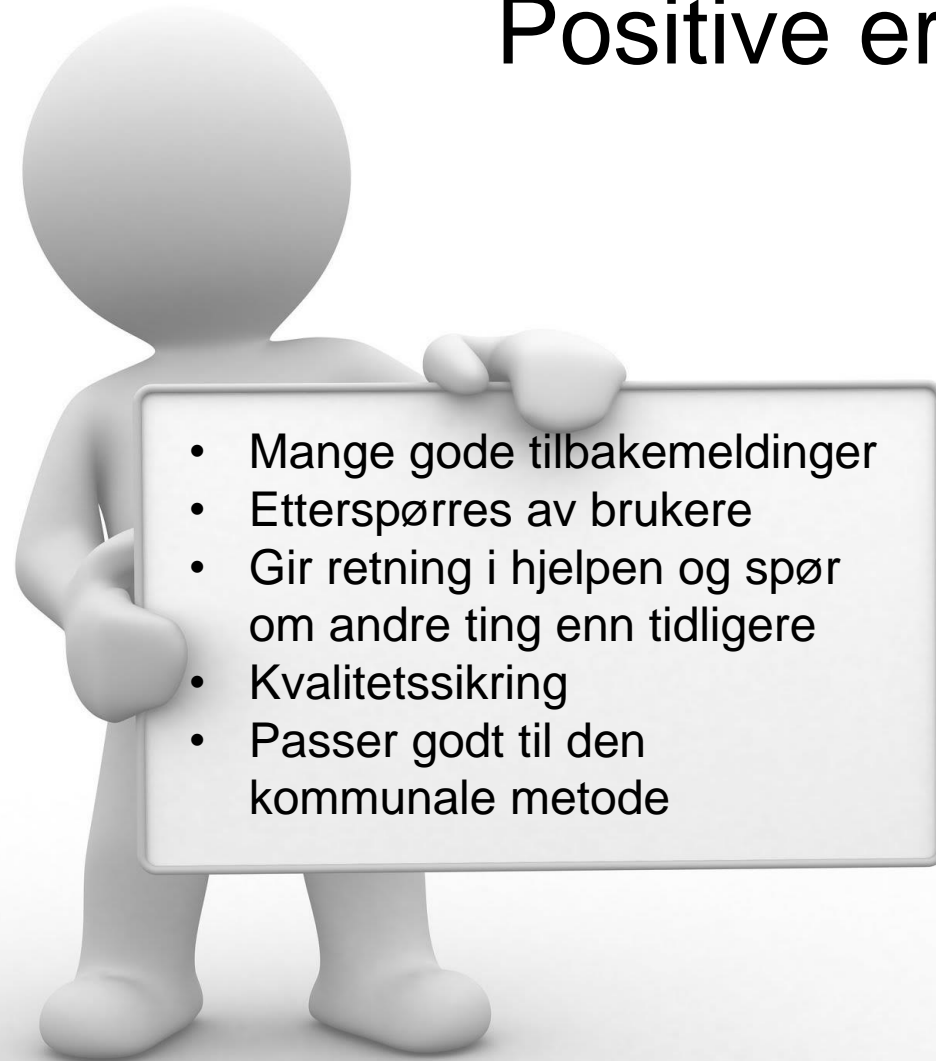 Positive er
• Mange gode tilbakemeldinger
• Etterspørres av brukere
• Gir retning i hjelpen og spør
om andre ting enn tidligere
• Kvalitetssikring
• Passer godt til den
kommunale metode